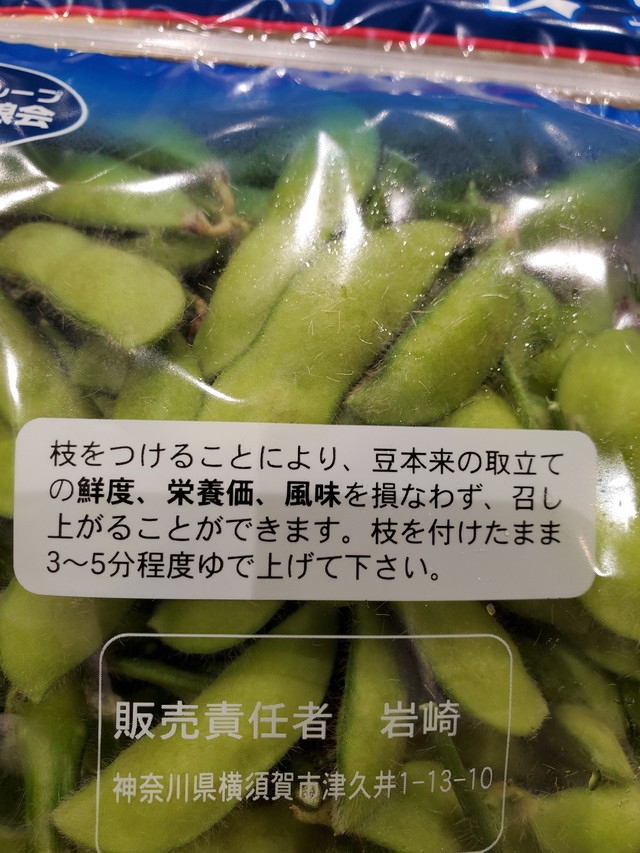 ループ
会
枝をつけることにより、豆本来の取立て
の鮮度、栄養価、風味を損なわず、召し
上がることができます。枝を付けたまま
3〜5分程度ゆで上げて下さい。
販売責任者 岩崎
神奈川県横須賀市津久井1-13-10